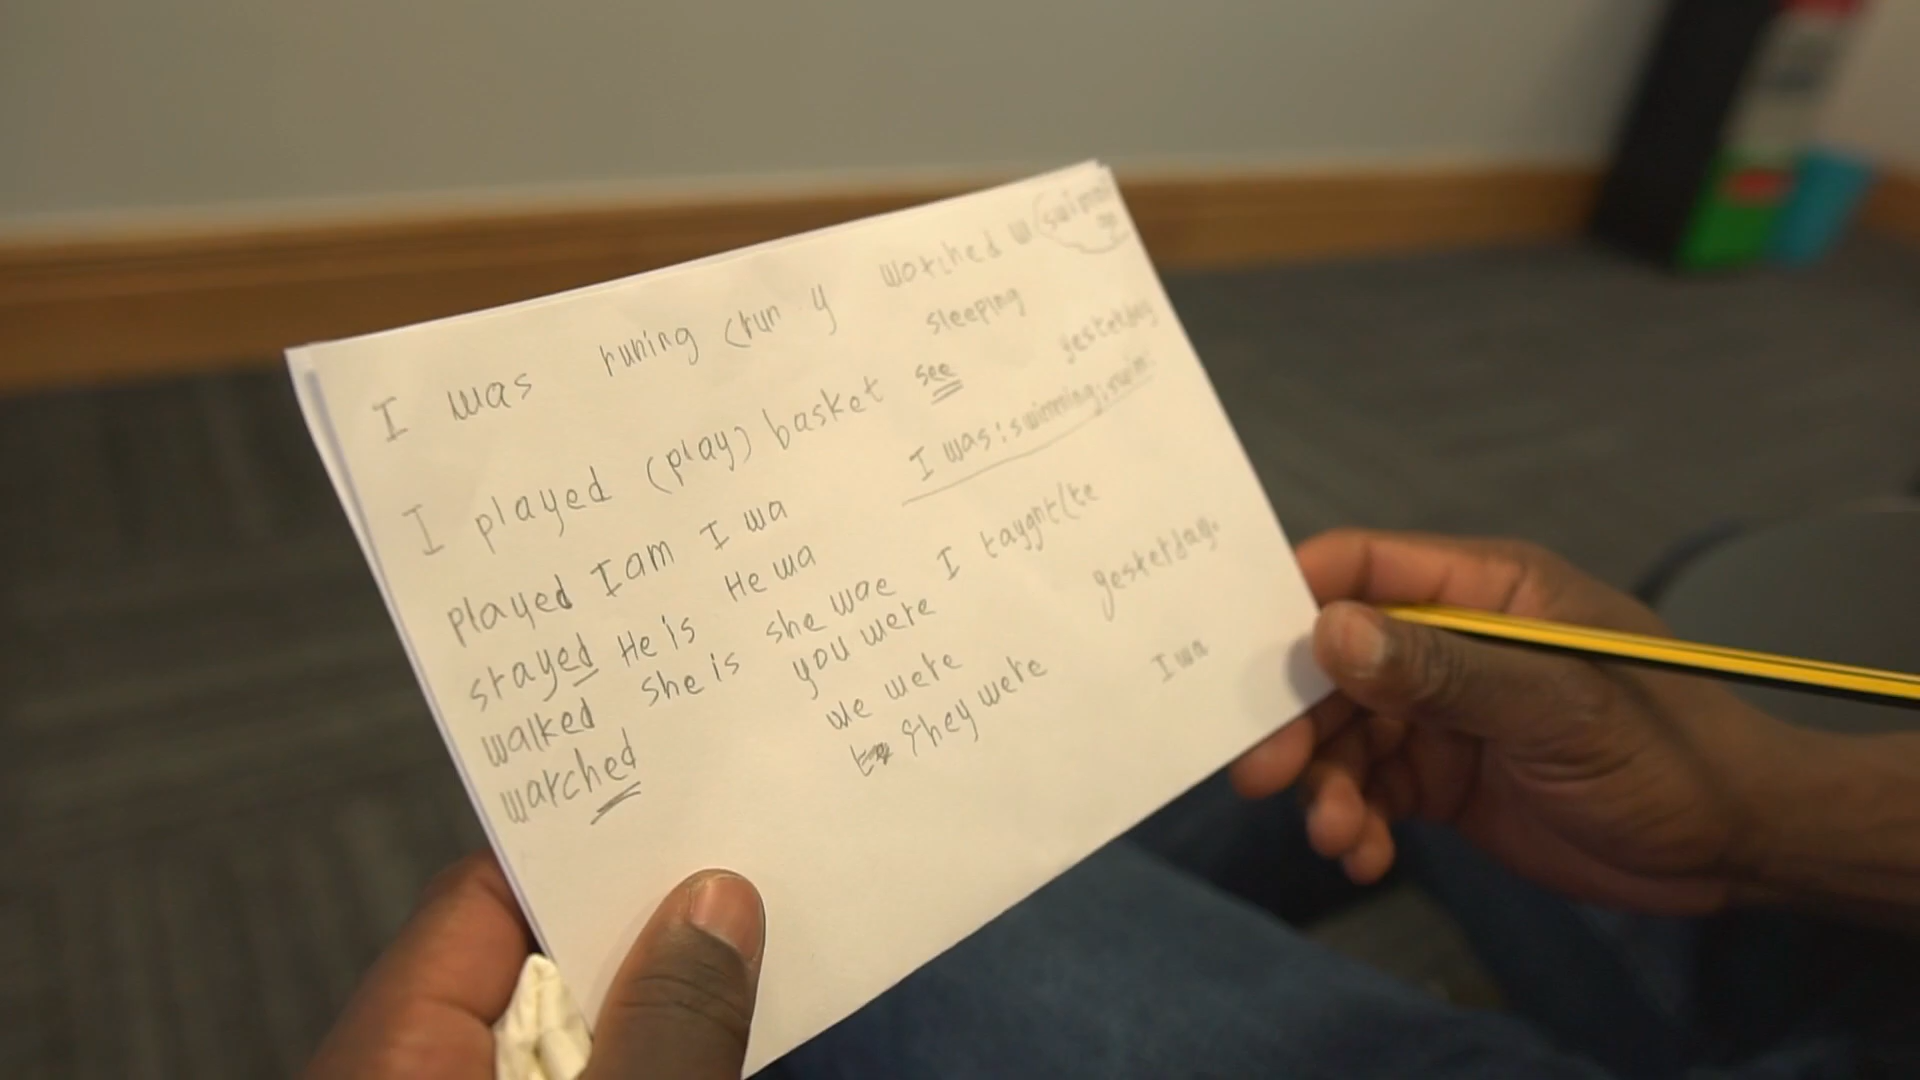 I was runing (run y watched w
sleeping
I played (play) basket see yesterday
I was : swimming : swim
played I am I wa
stayed He is He wa
walked she is she wae I
watched you were yesterday.
we were
they were I wa